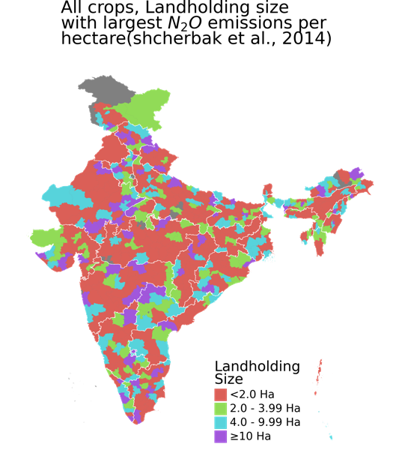 All crops, Landholding size
with largest N₂O emissions per
hectare(shcherbak et al., 2014)
Landholding
Size
<2.0 Ha
2.0 - 3.99 Ha
4.0 - 9.99 Ha
≥10 Ha